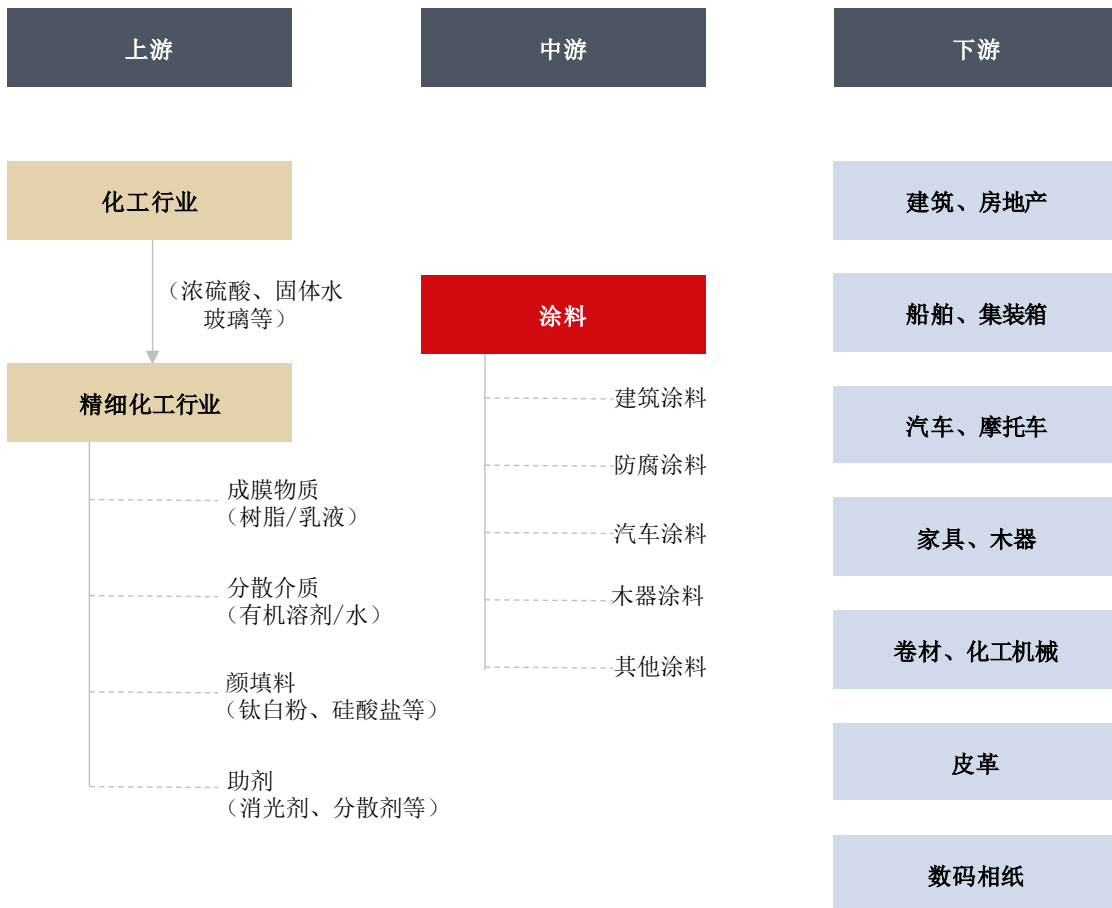 上游
中游
下游
化工行业
（浓硫酸、固体水
玻璃等）
精细化工行业
成膜物质
（树脂/乳液）
分散介质
（有机溶剂/水）
颜填料
（钛白粉、硅酸盐等）
助剂
（消光剂、分散剂等）
涂料
建筑涂料
防腐涂料
汽车涂料
木器涂料
其他涂料
建筑、房地产
船舶、集装箱
汽车、摩托车
家具、木器
卷材、化工机械
皮革
数码相纸